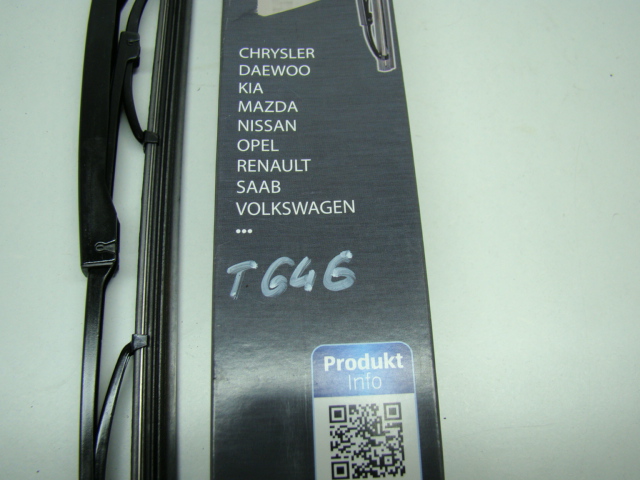 CHRYSLER
DAEWOO
KIA
MAZDA
NISSAN
OPEL
RENAULT
SAAB
VOLKSWAGEN
...
T646
Produkt
Info